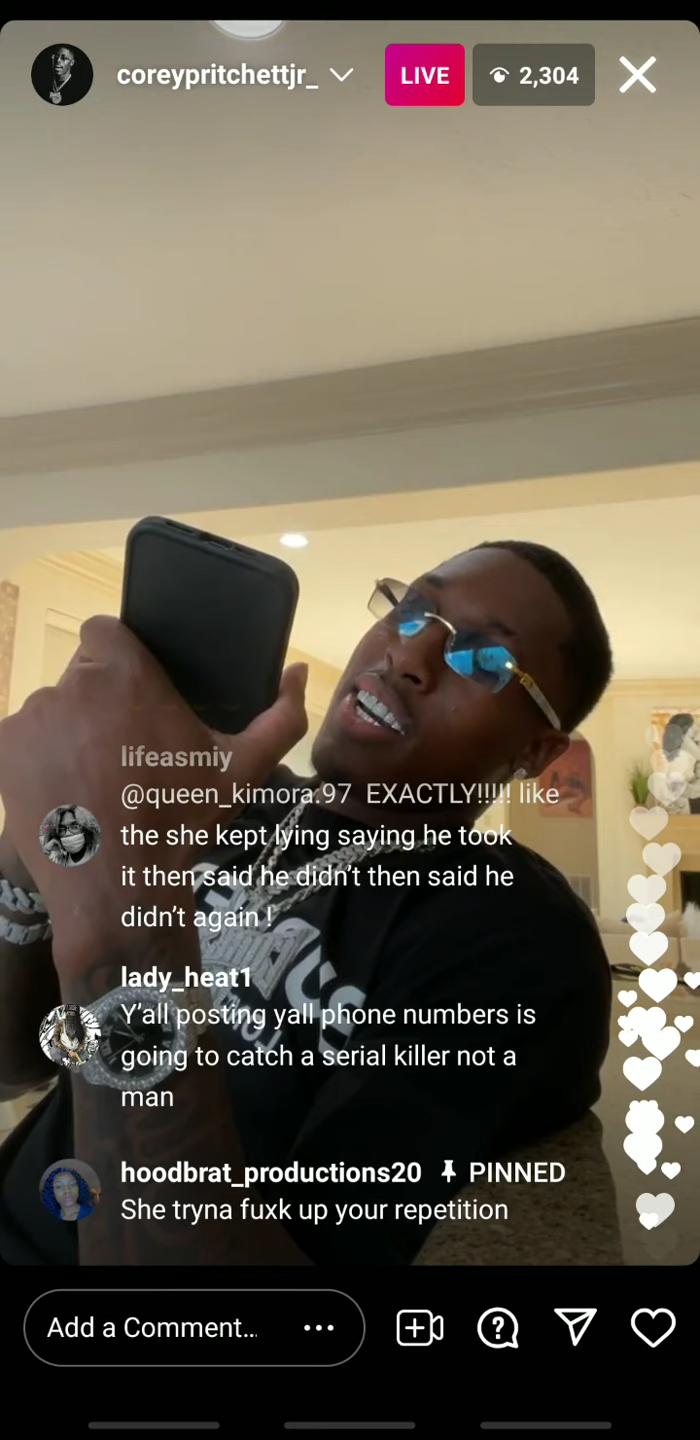 coreypritchettjr_
LIVE
2,304
lifeasmiy
@queen_kimora.97 EXACTLY!!!!! like
the she kept lying saying he took
it then said he didn't then said he
didn't again !
lady_heat1
Y'all posting yall phone numbers is
going to catch a serial killer not a
man
hoodbrat_productions20 PINNED
She tryna fuxk up your repetition
Add a Comment...